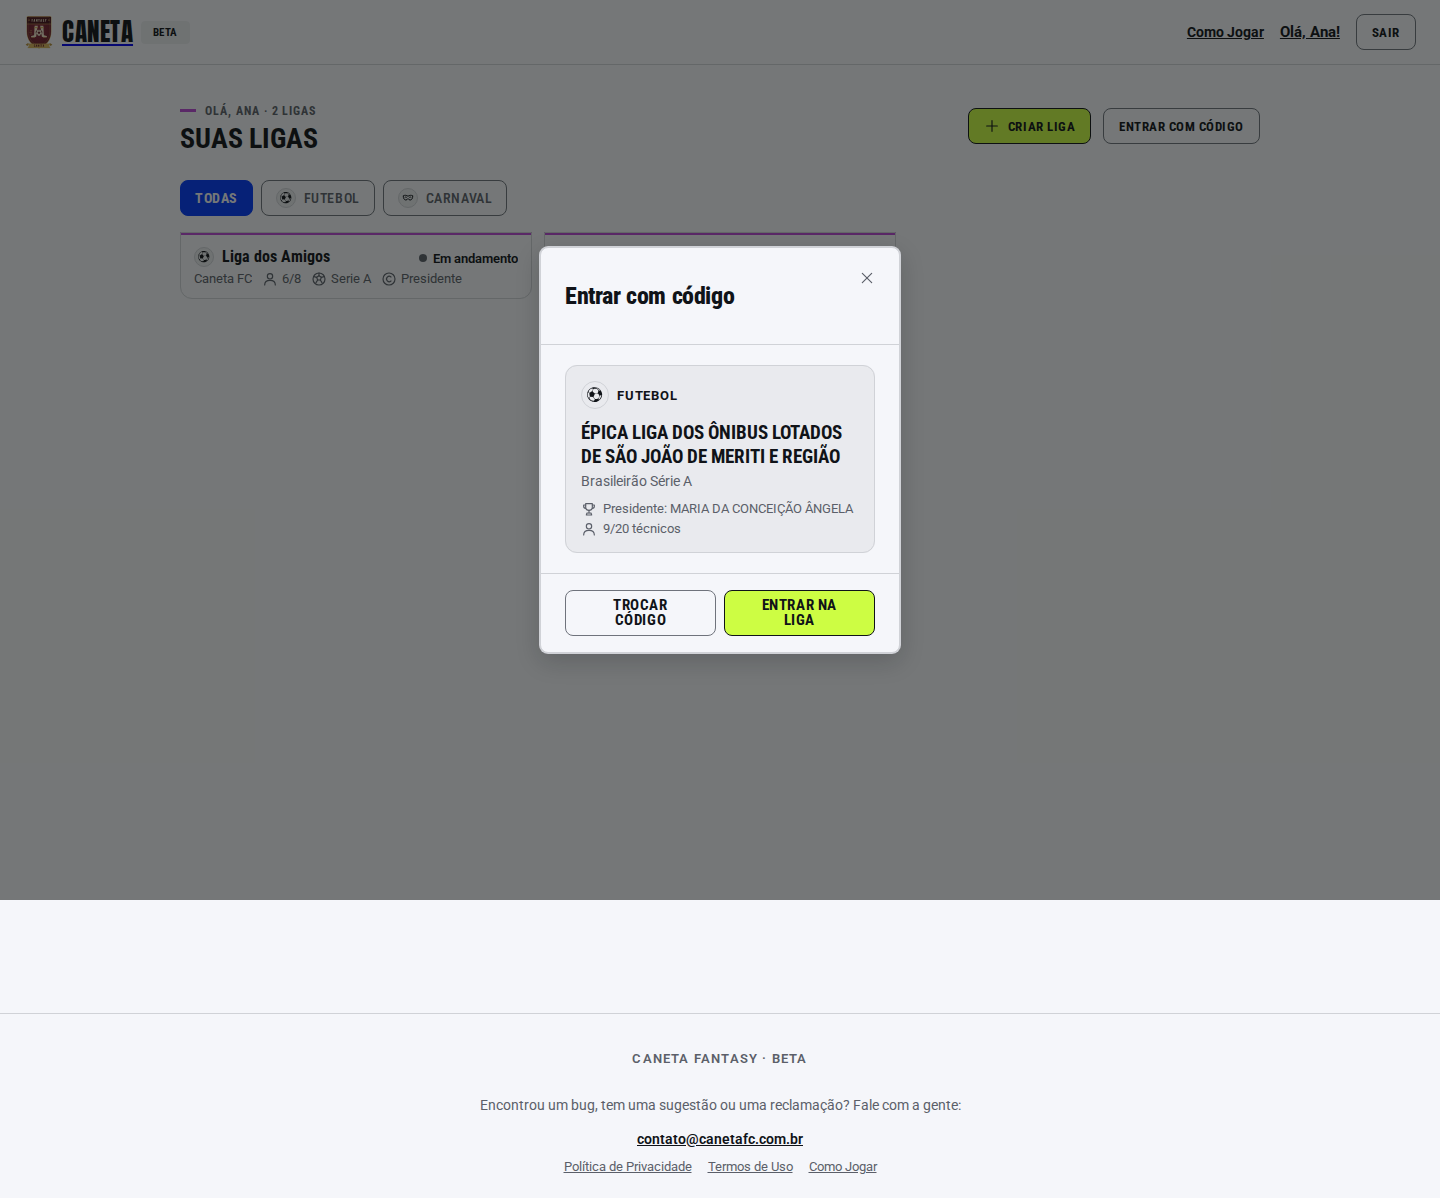 CANETA
BETA
Como Jogar
Olá, Ana!
SAIR
OLÁ, ANA · 2 LIGAS
SUAS LIGAS
CRIAR LIGA
ENTRAR COM CÓDIGO
TODAS
FUTEBOL
CARNAVAL
Liga dos Amigos
Em andamento
Caneta FC
6/8
Serie A
Presidente
Entrar com código
FUTEBOL
ÉPICA LIGA DOS ÔNIBUS LOTADOS
DE SÃO JOÃO DE MERITI E REGIÃO
Brasileirão Série A
Presidente: MARIA DA CONCEIÇÃO ÂNGELA
9/20 técnicos
TROCAR
CÓDIGO
ENTRAR NA
LIGA
CANETA FANTASY · BETA
Encontrou um bug, tem uma sugestão ou uma reclamação? Fale com a gente:
contato@canetafc.com.br
Política de Privacidade
Termos de Uso
Como Jogar